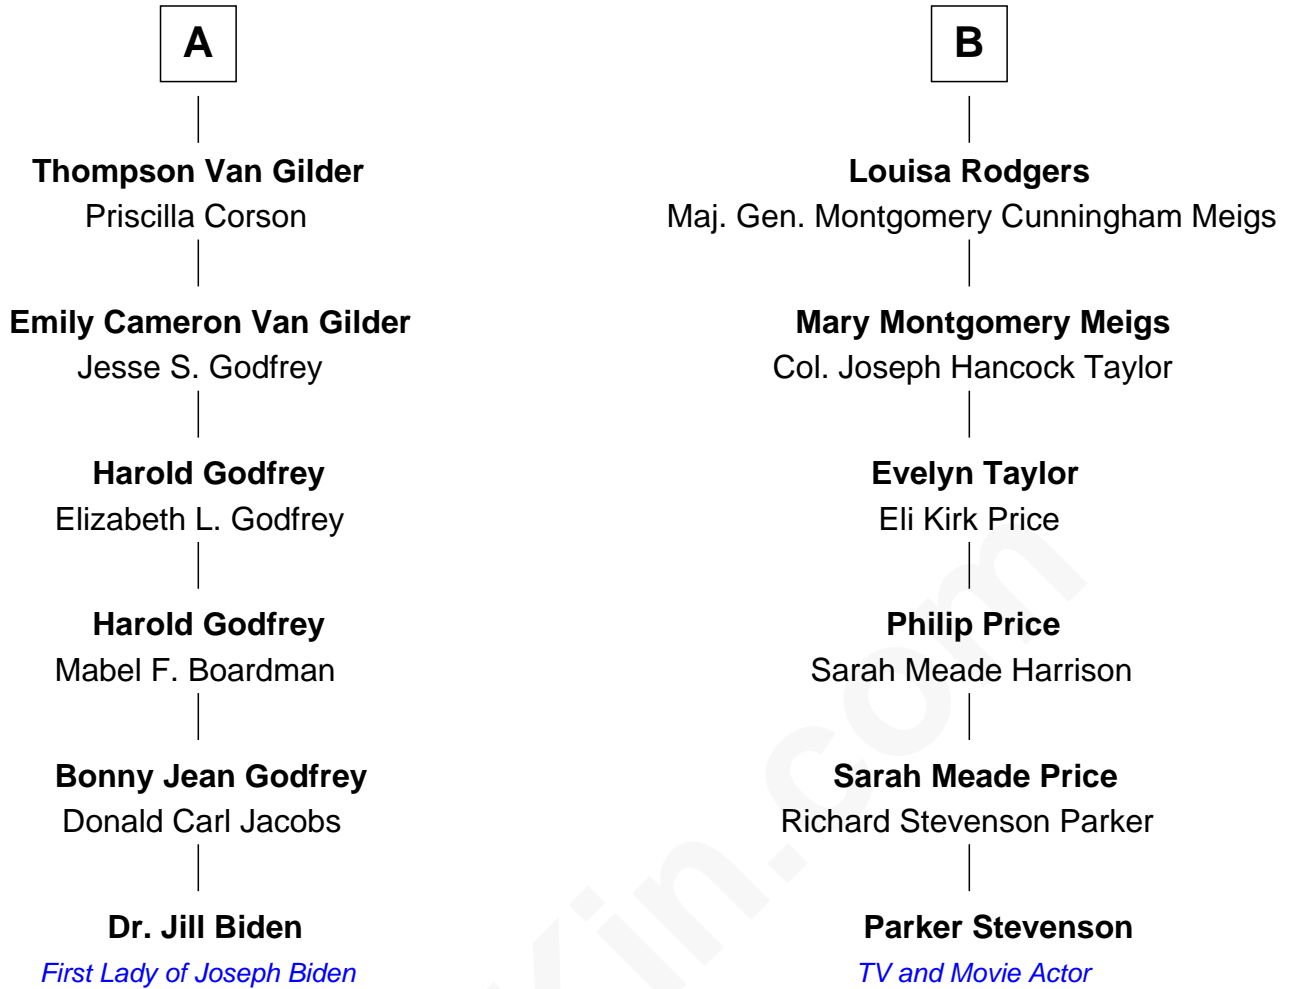 A
Thompson Van Gilder
Priscilla Corson
Emily Cameron Van Gilder
Jesse S. Godfrey
Harold Godfrey
Elizabeth L. Godfrey
Harold Godfrey
Mabel F. Boardman
Bonny Jean Godfrey
Donald Carl Jacobs
Dr. Jill Biden
First Lady of Joseph Biden
B
Louisa Rodgers
Maj. Gen. Montgomery Cunningham Meigs
Mary Montgomery Meigs
Col. Joseph Hancock Taylor
Evelyn Taylor
Eli Kirk Price
Philip Price
Sarah Meade Harrison
Sarah Meade Price
Richard Stevenson Parker
Parker Stevenson
TV and Movie Actor
Kin.com